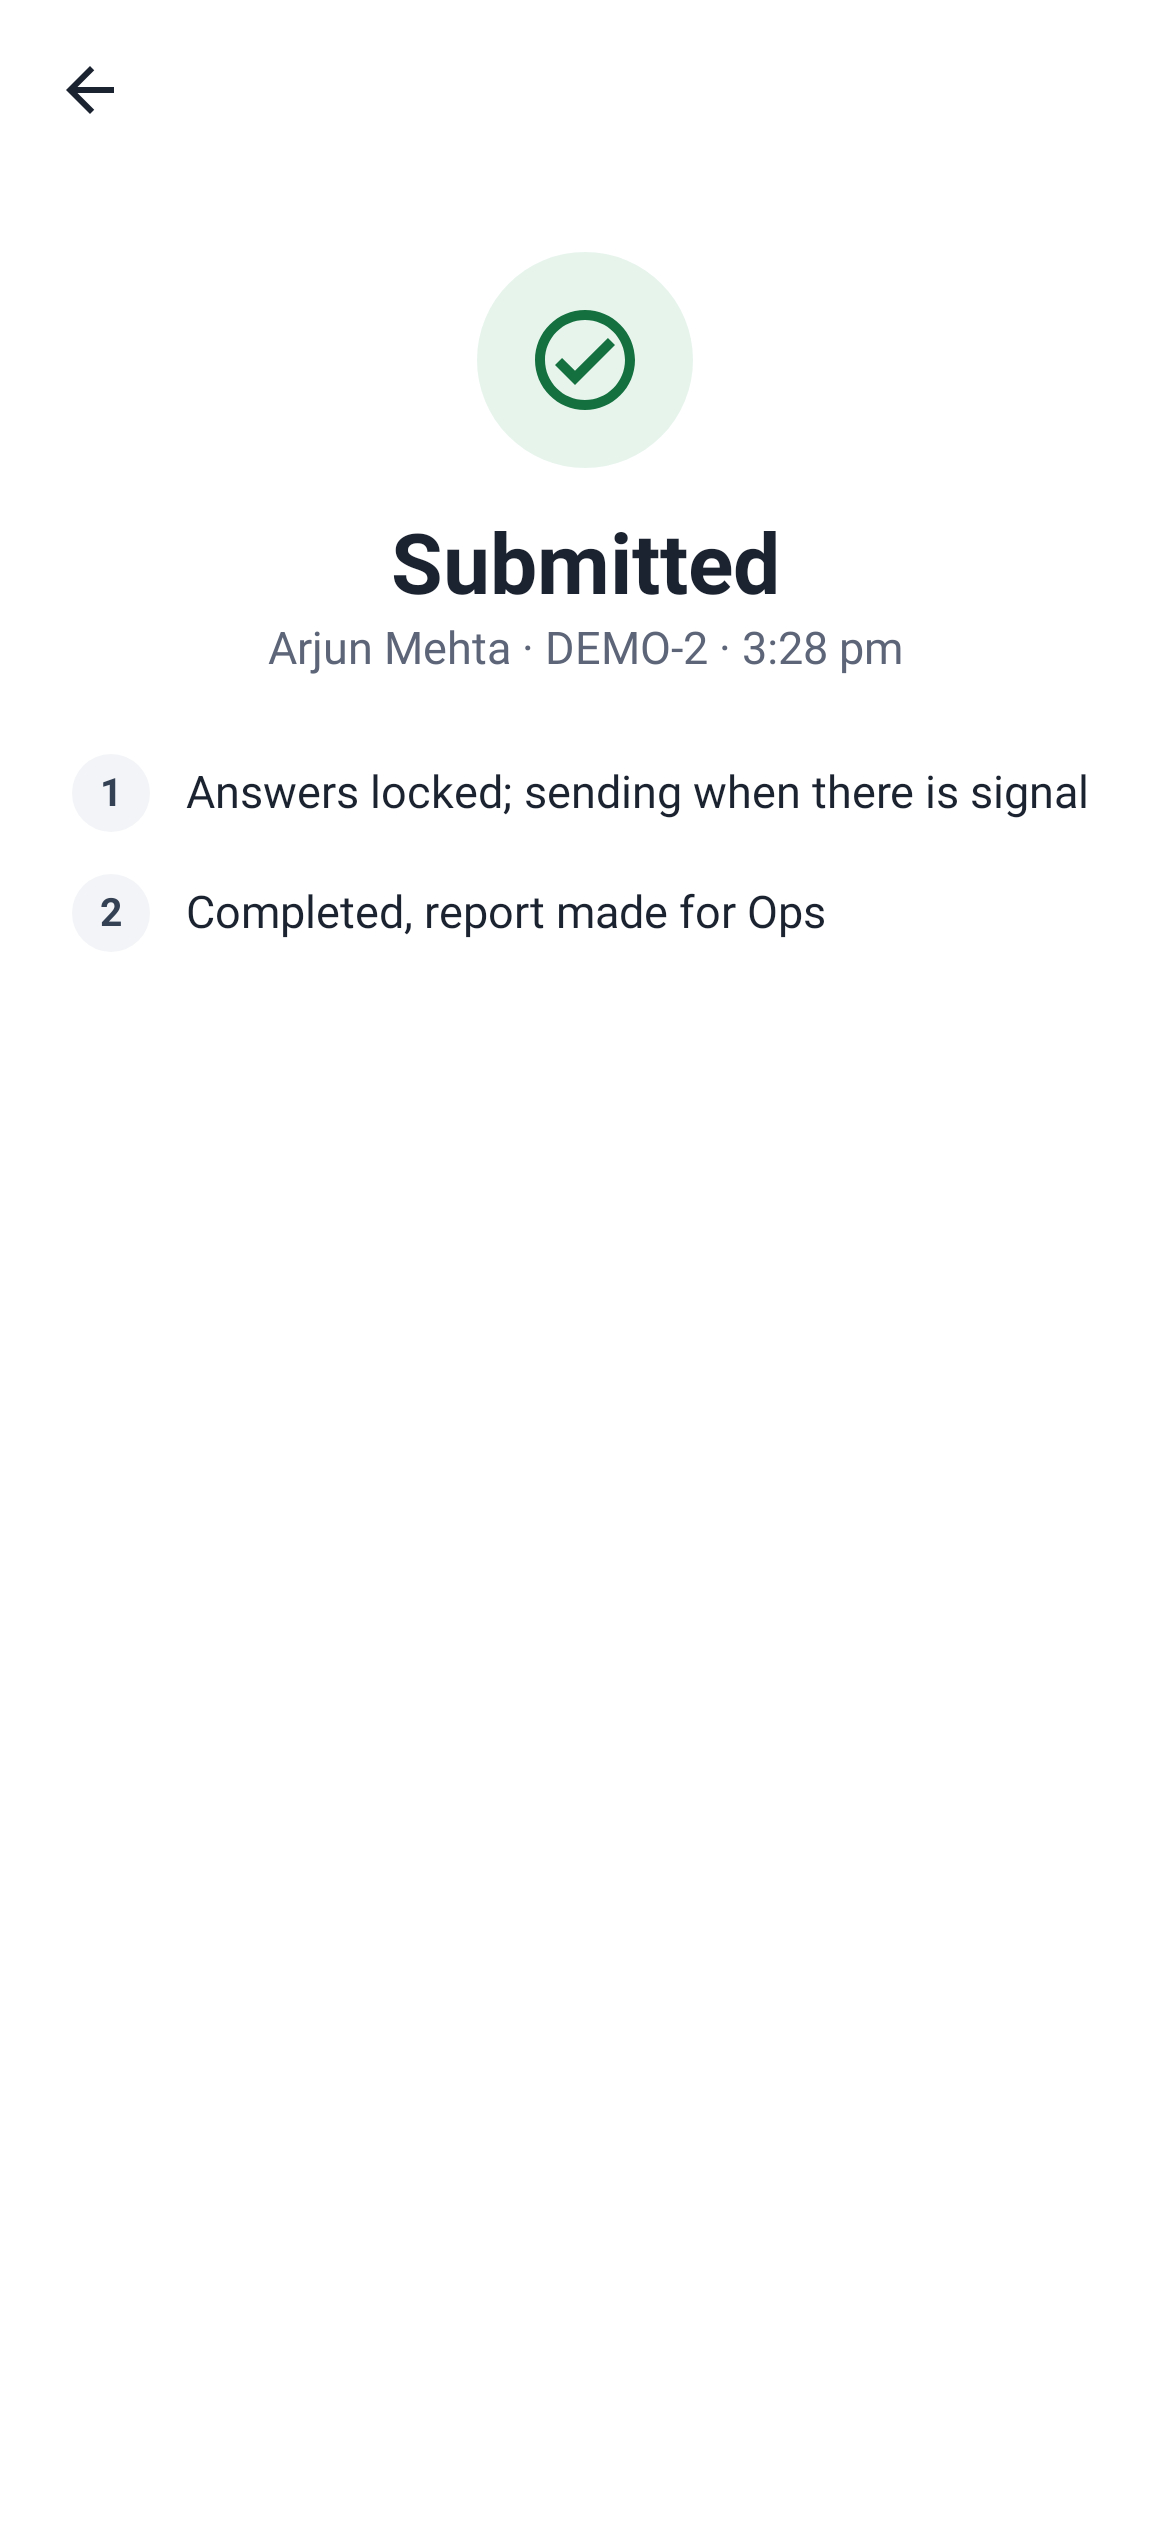 Submitted
Arjun Mehta · DEMO-2 · 3:28 pm
1 Answers locked; sending when there is signal
2 Completed, report made for Ops